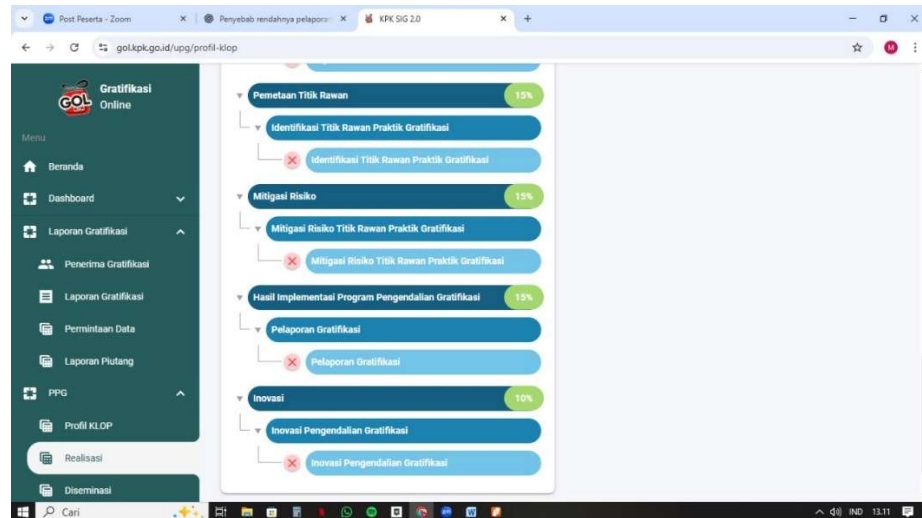 Post Peserta - Zoom
Penyebab rendahnya pelaporan
KPK SIG 2.0
gol.kpk.go.id/upg/profil-klop
M
GOL
Gratifikasi
Online
Menu
Beranda
Dashboard
Laporan Gratifikasi
Penerima Gratifikasi
Laporan Gratifikasi
Permintaan Data
Laporan Piutang
PPG
Profil KLOP
Realisasi
Diseminasi
Pemetaan Titik Rawan
15%
Identifikasi Titik Rawan Praktik Gratifikasi
Identifikasi Titik Rawan Praktik Gratifikasi
Mitigasi Risiko
15%
Mitigasi Risiko Titik Rawan Praktik Gratifikasi
Mitigasi Risiko Titik Rawan Praktik Gratifikasi
Hasil Implementasi Program Pengendalian Gratifikasi
15%
Pelaporan Gratifikasi
Pelaporan Gratifikasi
Inovasi
10%
Inovasi Pengendalian Gratifikasi
Inovasi Pengendalian Gratifikasi
Cari
IND
13.11